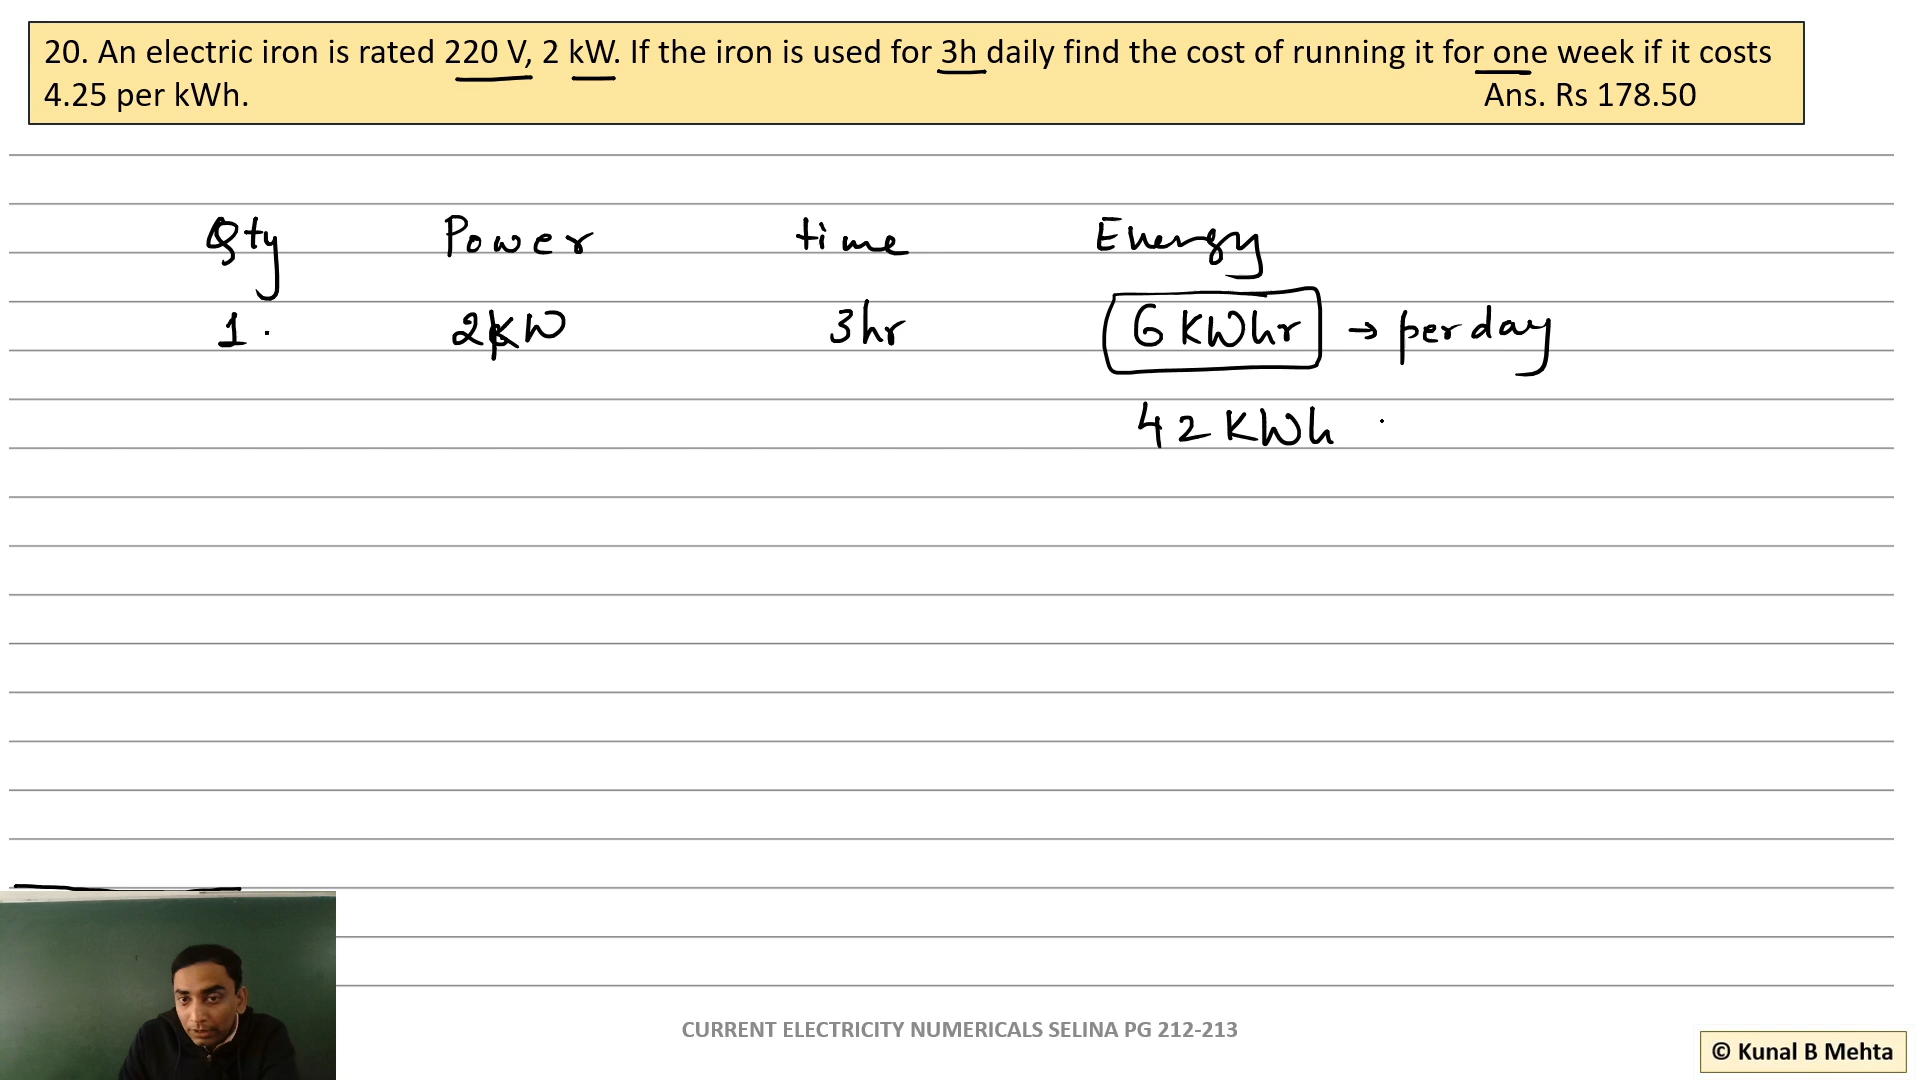 20. An electric iron is rated 220 V, 2 kW. If the iron is used for 3h daily find the cost of running it for one week if it costs
4.25 per kWh. Ans. Rs 178.50
Qty Power time Energy
1. 2KW 3hr 6 KWhr → per day
42 KWh .
CURRENT ELECTRICITY NUMERICALS SELINA PG 212-213
© Kunal B Mehta